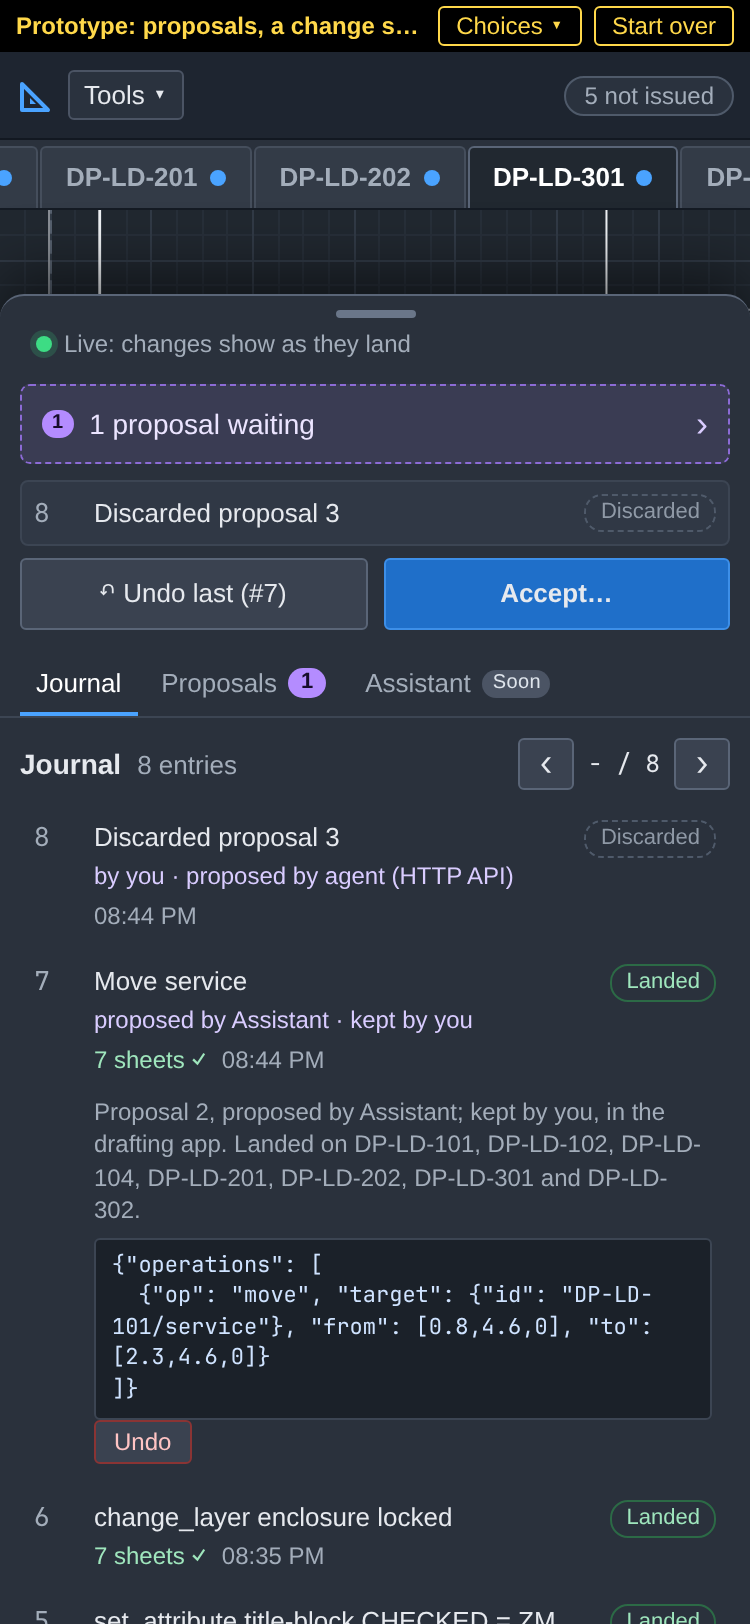 Prototype: proposals, a change s…
Choices ▾
Start over
Tools ▾
5 not issued
DP-LD-201
DP-LD-202
DP-LD-301
DP-
Live: changes show as they land
1 1 proposal waiting ›
8 Discarded proposal 3 Discarded
↶ Undo last (#7)
Accept…
Journal
Proposals 1
Assistant Soon
Journal 8 entries ‹ - / 8 ›
8 Discarded proposal 3 Discarded
by you · proposed by agent (HTTP API)
08:44 PM
7 Move service Landed
proposed by Assistant · kept by you
7 sheets ✓ 08:44 PM
Proposal 2, proposed by Assistant; kept by you, in the
drafting app. Landed on DP-LD-101, DP-LD-102, DP-LD-
104, DP-LD-201, DP-LD-202, DP-LD-301 and DP-LD-
302.
{"operations": [
  {"op": "move", "target": {"id": "DP-LD-
101/service"}, "from": [0.8,4.6,0], "to":
[2.3,4.6,0]}
]}
Undo
6 change_layer enclosure locked Landed
7 sheets ✓ 08:35 PM
5 set_attribute title-block CHECKED = ZM Landed